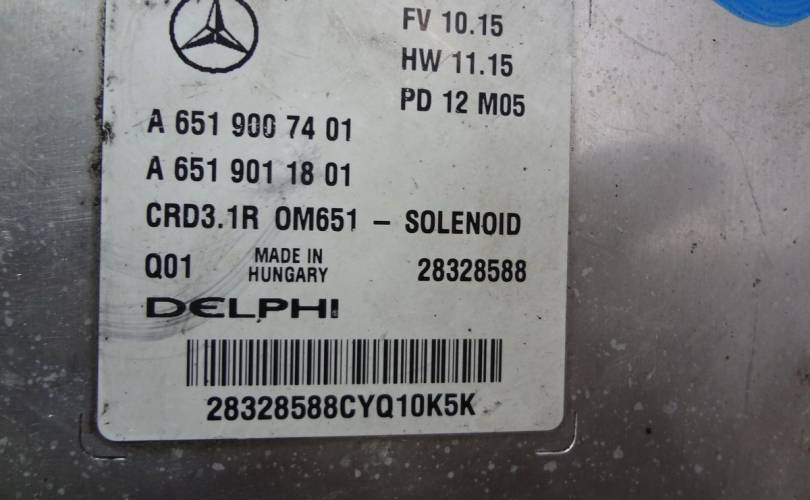 FV 10.15
HW 11.15
PD 12 M05
A 651 900 74 01
A 651 901 18 01
CRD3.1R OM651 – SOLENOID
Q01 MADE IN HUNGARY 28328588
DELPHI
28328588CYQ10K5K